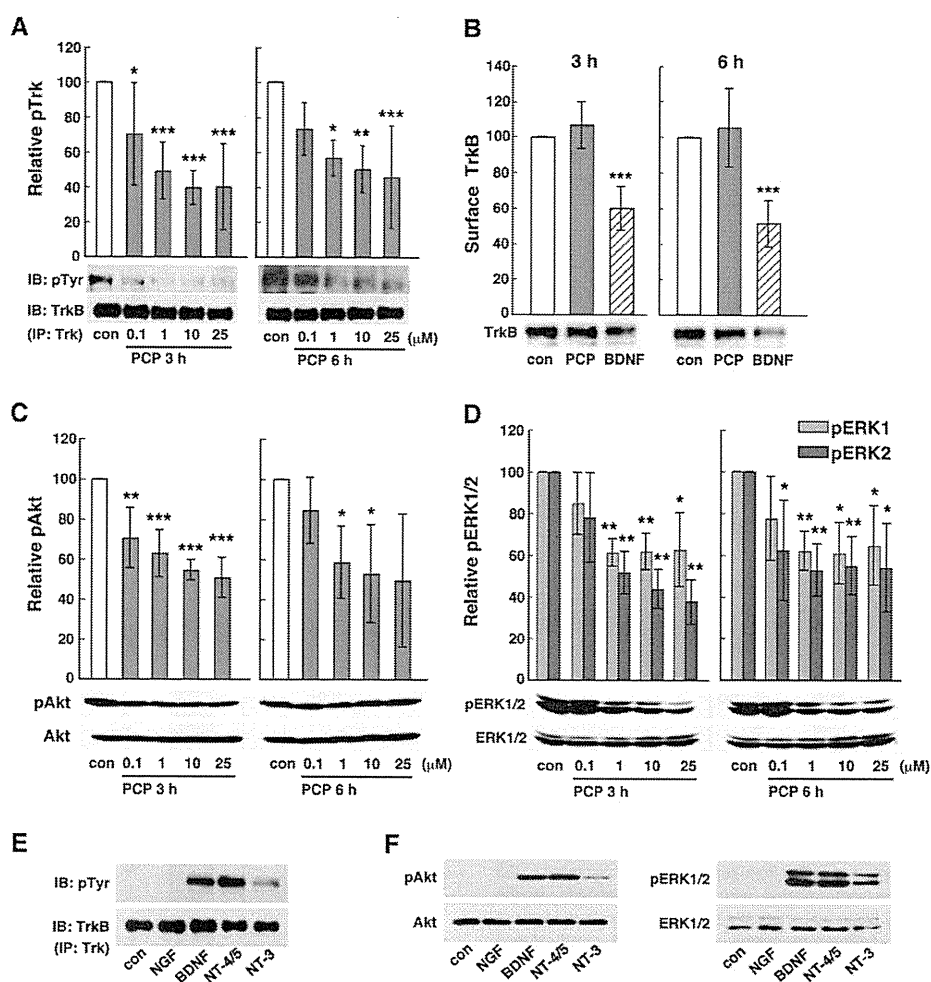 A
Relative pTrk
120
100
80
60
40
20
0
* *** *** ***
* ** ***
IB: pTyr
IB: TrkB
(IP: Trk) con 0.1 1 10 25 con 0.1 1 10 25 (μM)
PCP 3 h PCP 6 h
B
Surface TrkB
140
120
100
80
60
40
20
0
3 h 6 h
*** ***
TrkB
con PCP BDNF con PCP BDNF
C
Relative pAkt
120
100
80
60
40
20
0
** *** *** ***
* *
pAkt
Akt
con 0.1 1 10 25 con 0.1 1 10 25 (μM)
PCP 3 h PCP 6 h
D
Relative pERK1/2
120
100
80
60
40
20
0
pERK1
pERK2
** ** ** ** * **
* ** ** * ** * *
pERK1/2
ERK1/2
con 0.1 1 10 25 con 0.1 1 10 25 (μM)
PCP 3 h PCP 6 h
E
IB: pTyr
IB: TrkB
(IP: Trk)
con NGF BDNF NT-4/5 NT-3
F
pAkt
Akt
con NGF BDNF NT-4/5 NT-3
pERK1/2
ERK1/2
con NGF BDNF NT-4/5 NT-3